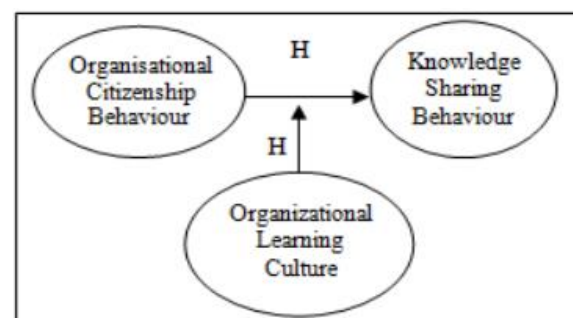 H
Organisational
Citizenship
Behaviour
Knowledge
Sharing
Behaviour
H
Organizational
Learning
Culture